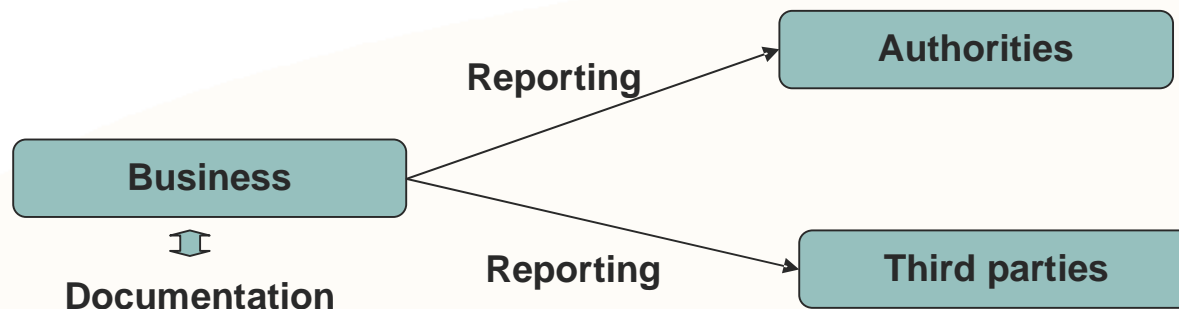 Authorities
Reporting
Business
Reporting
Third parties
Documentation